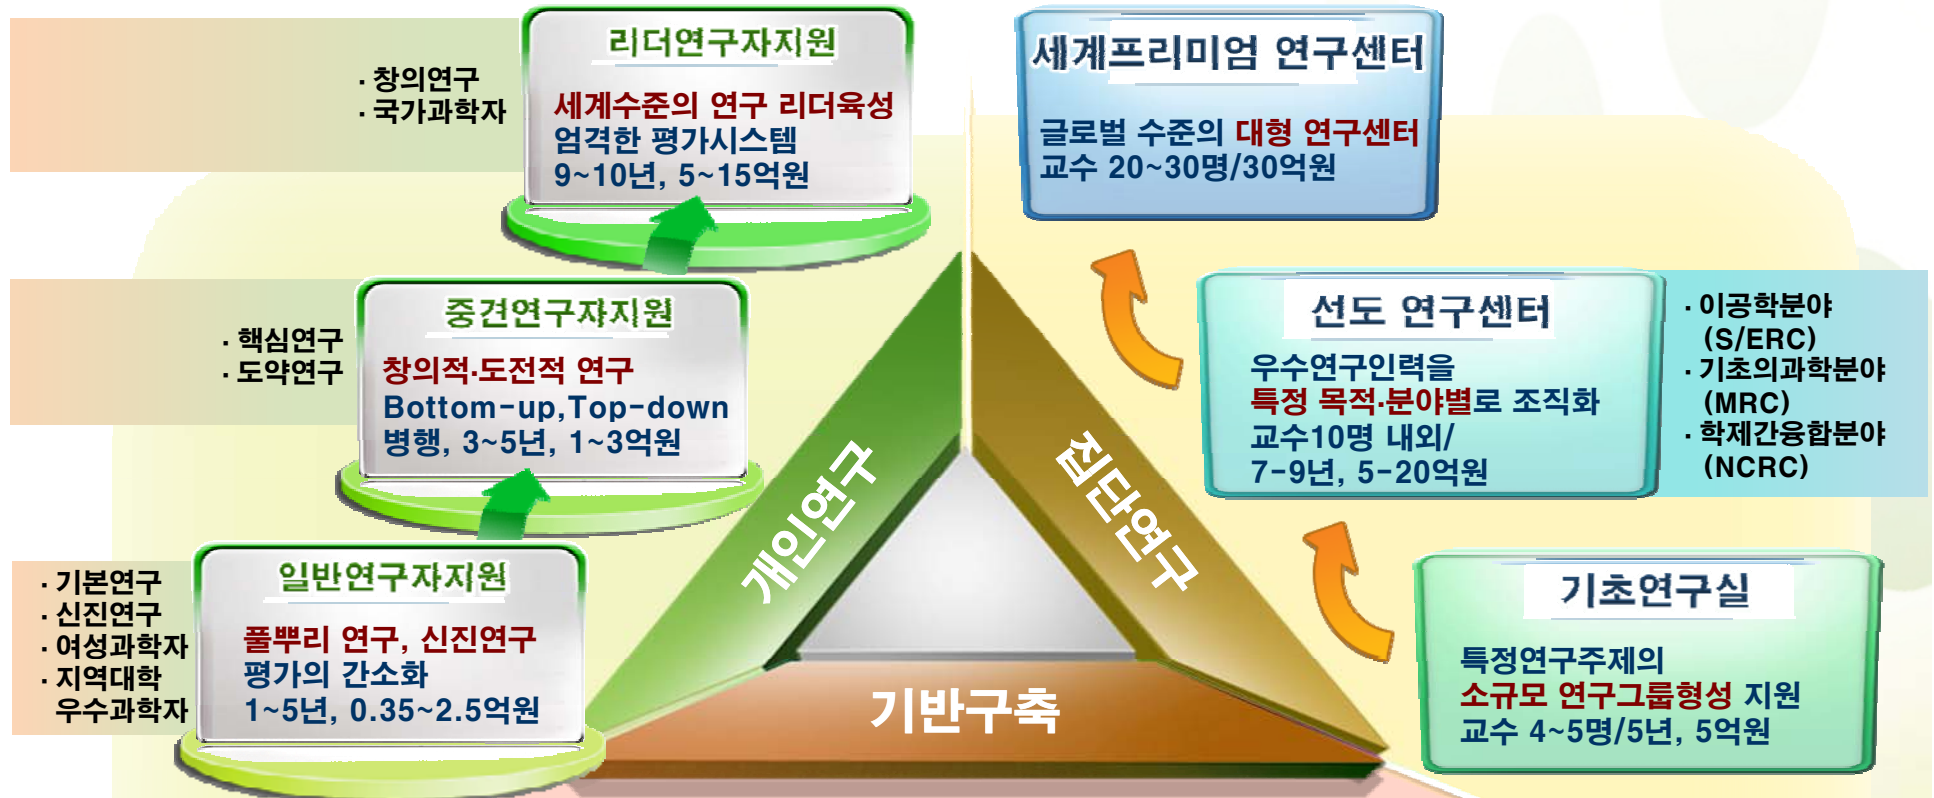 · 창의연구
· 국가과학자
리더연구자지원
세계수준의 연구 리더육성
엄격한 평가시스템
9~10년, 5~15억원
· 핵심연구
· 도약연구
중견연구자지원
창의적·도전적 연구
Bottom-up,Top-down
병행, 3~5년, 1~3억원
· 기본연구
· 신진연구
· 여성과학자
· 지역대학
우수과학자
일반연구자지원
풀뿌리 연구, 신진연구
평가의 간소화
1~5년, 0.35~2.5억원
개인연구
집단연구
기반구축
세계프리미엄 연구센터
글로벌 수준의 대형 연구센터
교수 20~30명/30억원
선도 연구센터
우수연구인력을
특정 목적·분야별로 조직화
교수10명 내외/
7-9년, 5-20억원
· 이공학분야
(S/ERC)
· 기초의과학분야
(MRC)
· 학제간융합분야
(NCRC)
기초연구실
특정연구주제의
소규모 연구그룹형성 지원
교수 4~5명/5년, 5억원